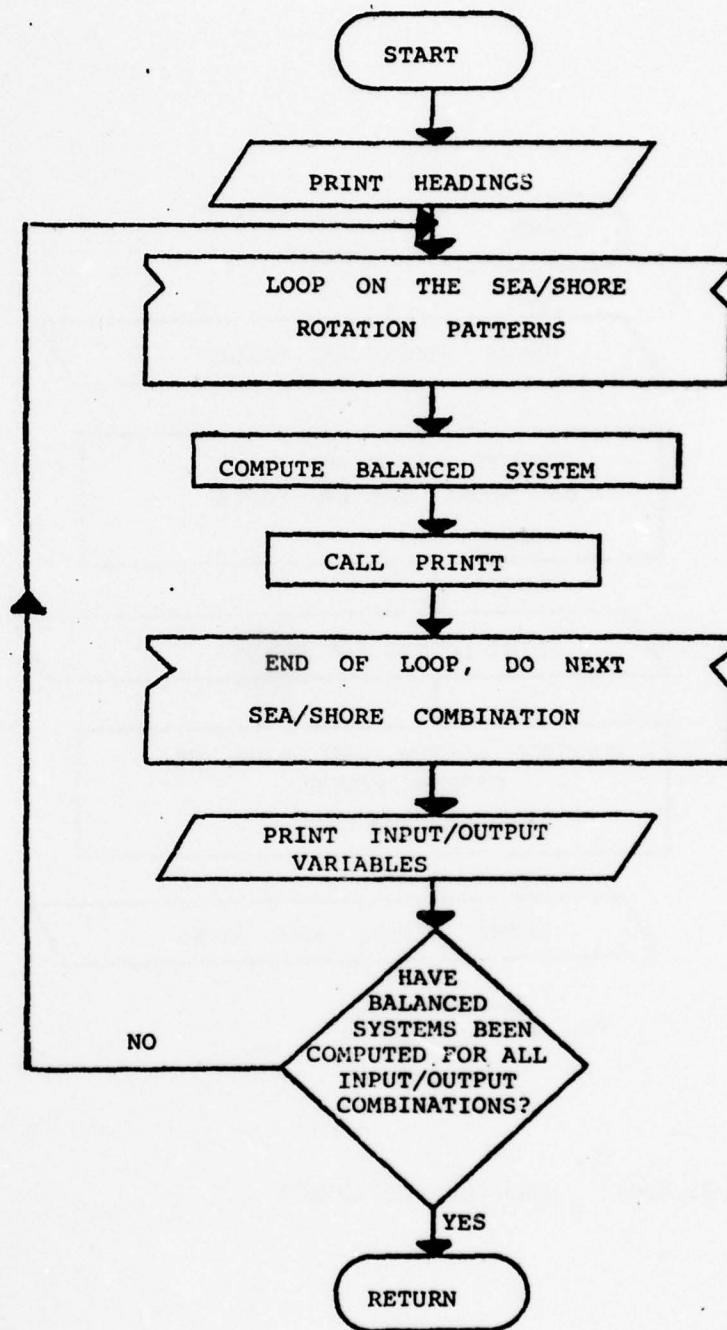 START
PRINT HEADINGS
LOOP ON THE SEA/SHORE
ROTATION PATTERNS
COMPUTE BALANCED SYSTEM
CALL PRINTT
END OF LOOP, DO NEXT
SEA/SHORE COMBINATION
PRINT INPUT/OUTPUT
VARIABLES
HAVE
BALANCED
SYSTEMS BEEN
COMPUTED FOR ALL
INPUT/OUTPUT
COMBINATIONS?
NO
YES
RETURN